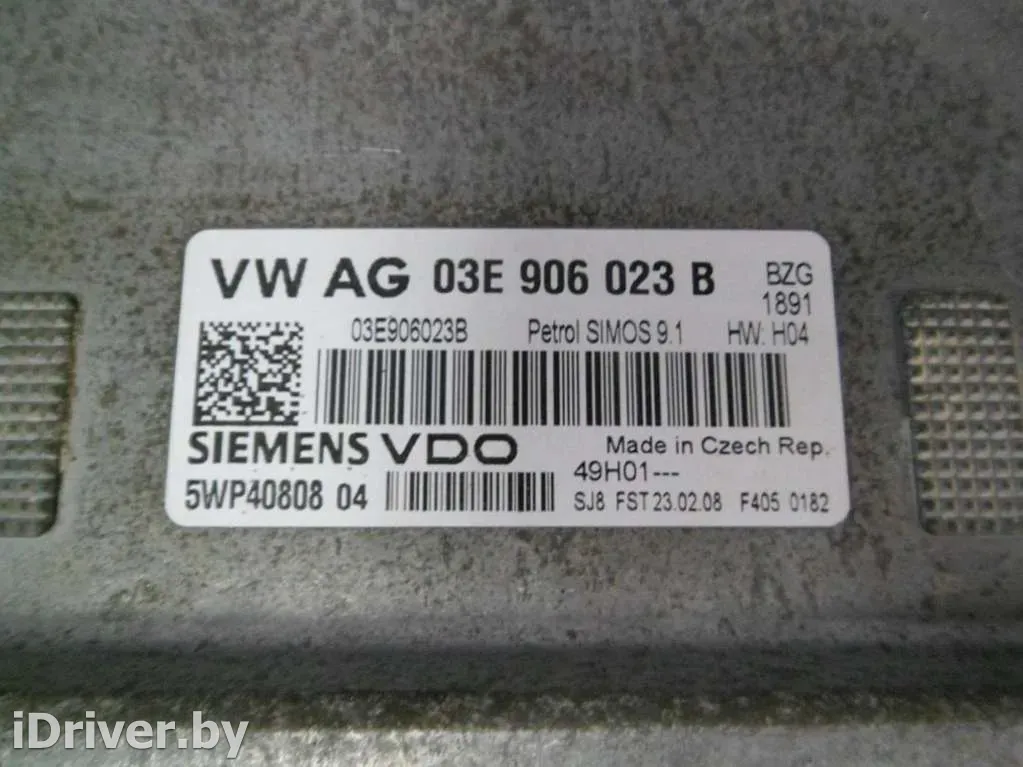 VW AG 03E 906 023 B
BZG
1891
03E906023B Petrol SIMOS 9.1 HW: H04
SIEMENS VDO
Made in Czech Rep.
49H01---
5WP40808 04
SJ8 FST 23.02.08 F405 0182
iDriver.by